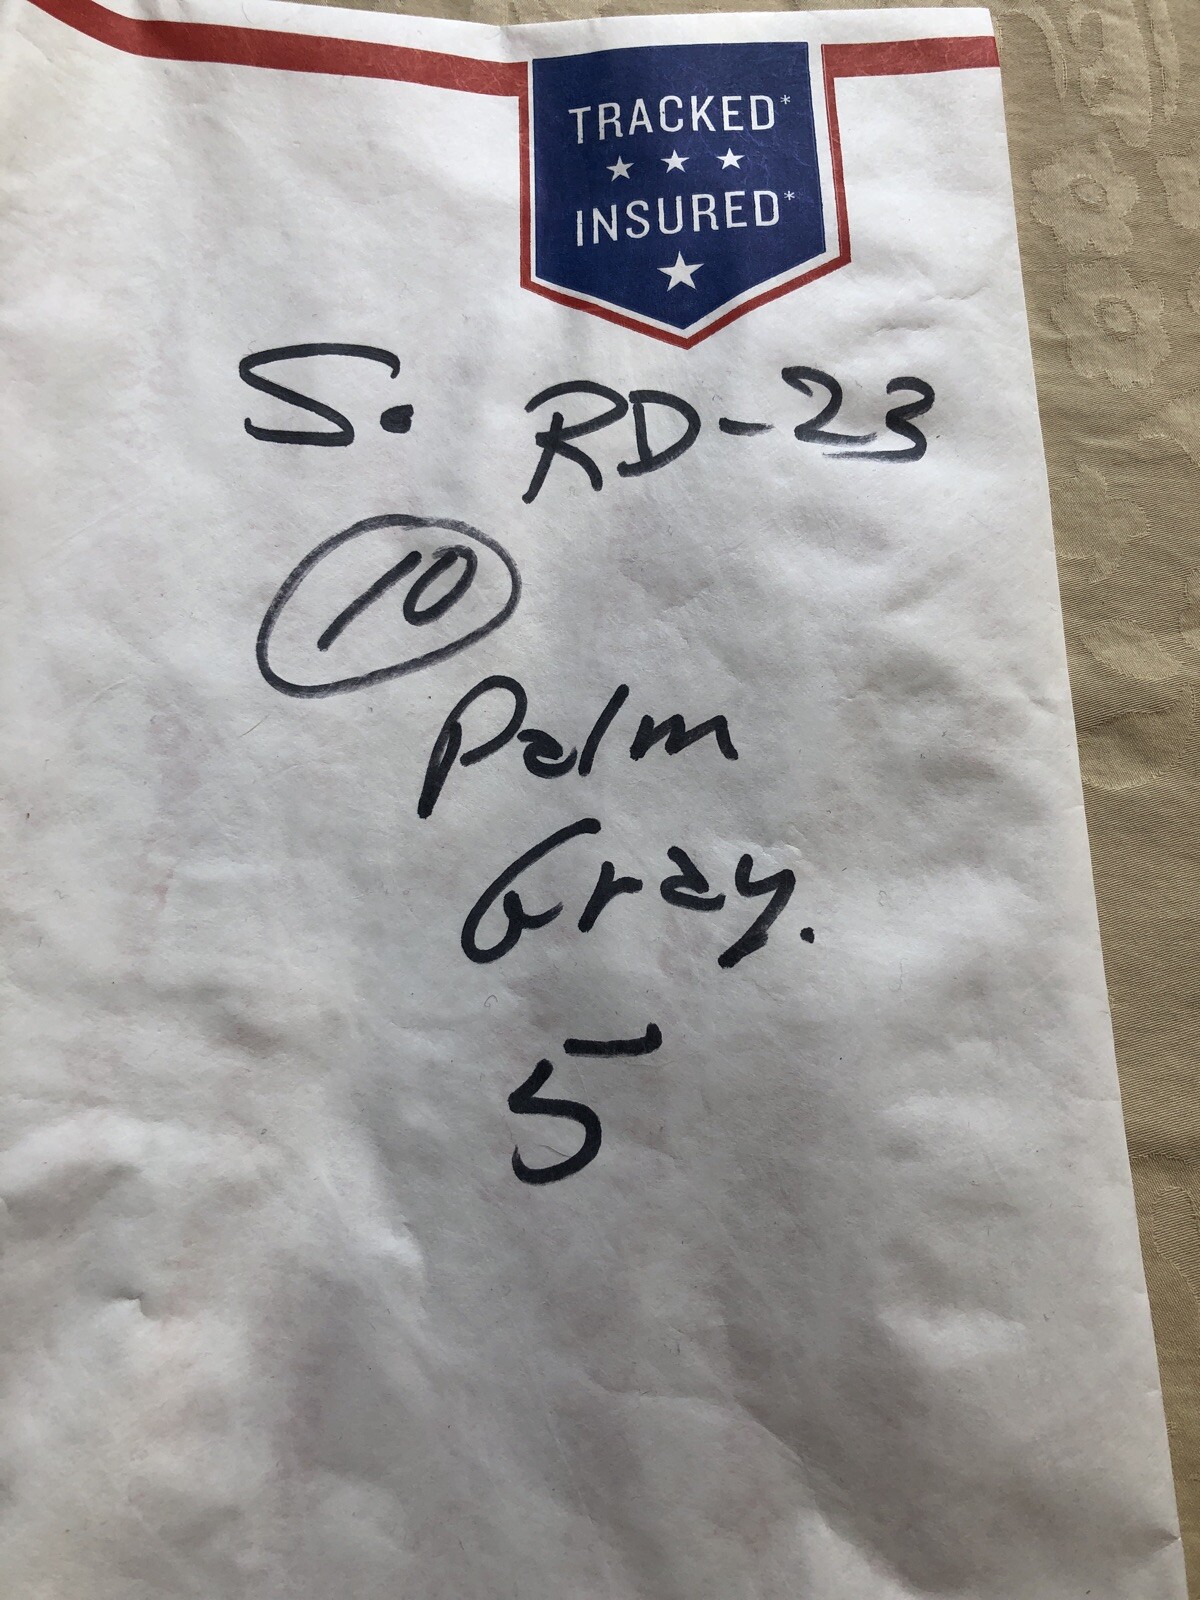 TRACKED*
INSURED*
S. RD-23
10
Palm
Gray.
5